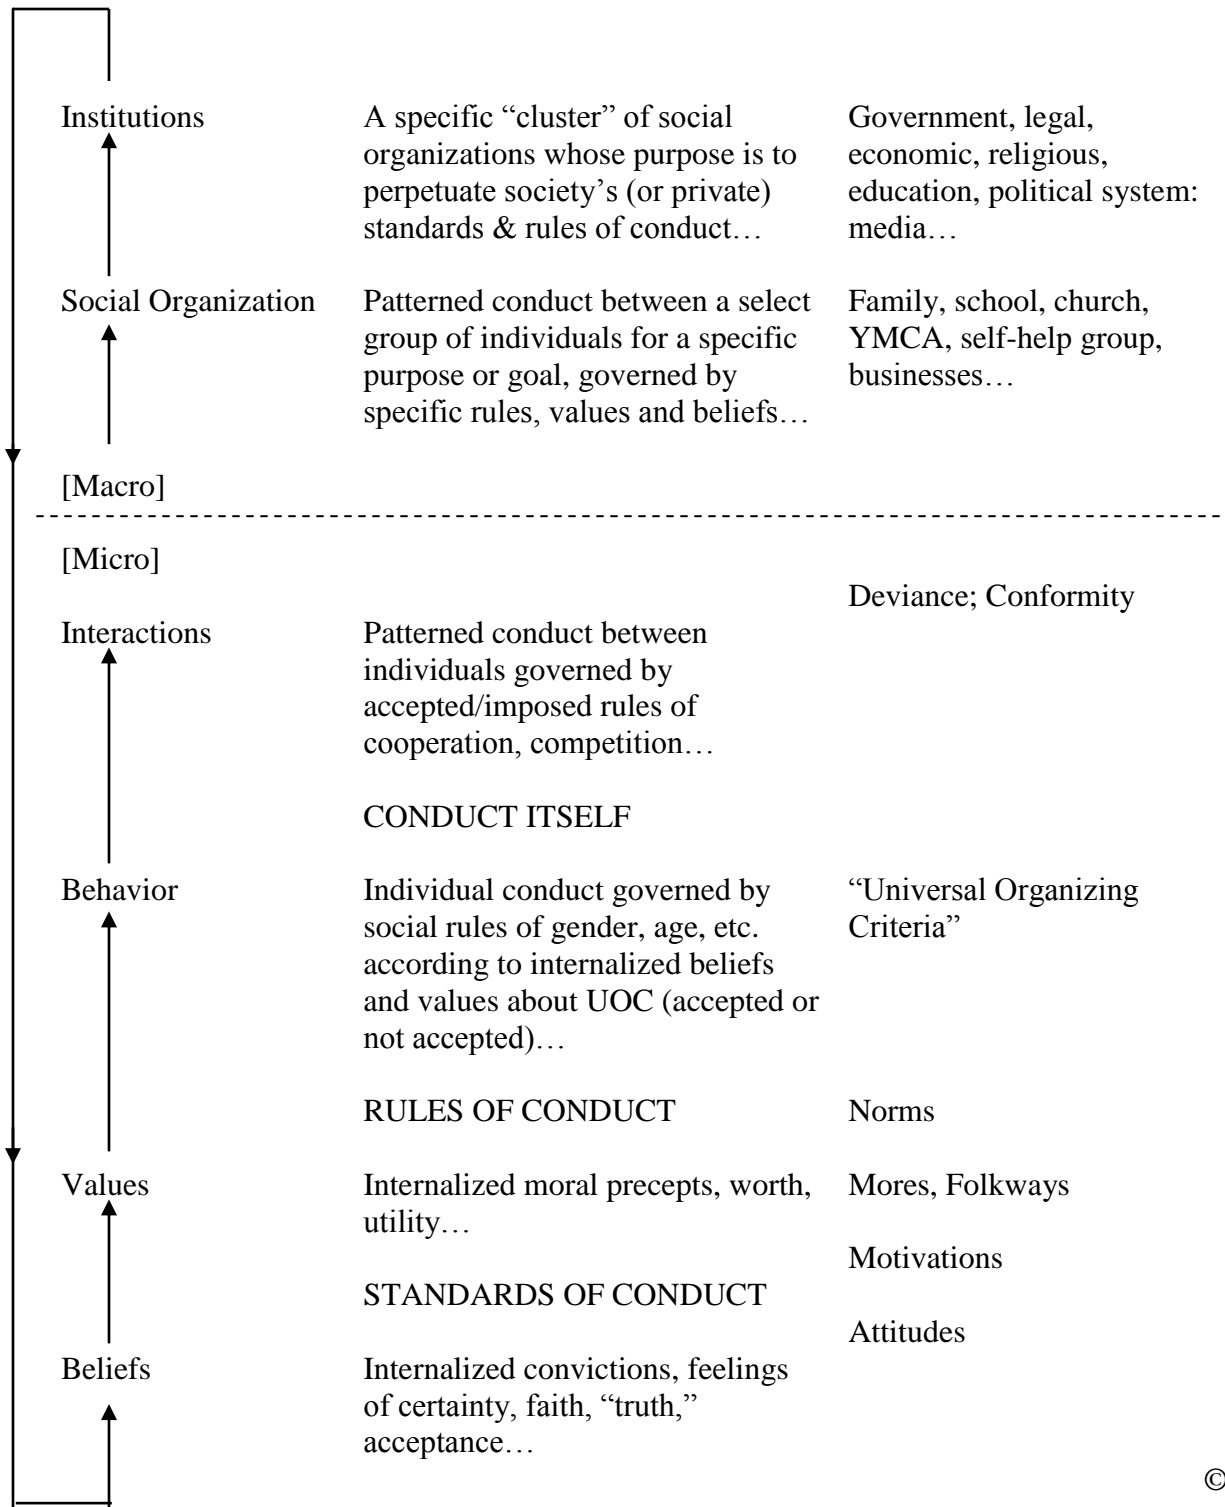 Institutions
A specific “cluster” of social
organizations whose purpose is to
perpetuate society’s (or private)
standards & rules of conduct…
Government, legal,
economic, religious,
education, political system:
media…
Social Organization
Patterned conduct between a select
group of individuals for a specific
purpose or goal, governed by
specific rules, values and beliefs…
Family, school, church,
YMCA, self-help group,
businesses…
[Macro]
[Micro]
Deviance; Conformity
Interactions
Patterned conduct between
individuals governed by
accepted/imposed rules of
cooperation, competition…
CONDUCT ITSELF
Behavior
Individual conduct governed by
social rules of gender, age, etc.
according to internalized beliefs
and values about UOC (accepted or
not accepted)…
“Universal Organizing
Criteria”
RULES OF CONDUCT
Norms
Values
Internalized moral precepts, worth,
utility…
Mores, Folkways
Motivations
STANDARDS OF CONDUCT
Attitudes
Beliefs
Internalized convictions, feelings
of certainty, faith, “truth,”
acceptance…
©